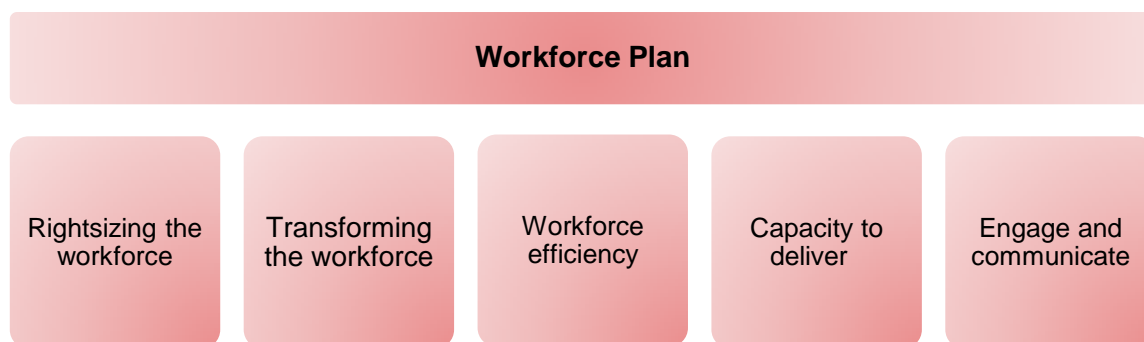 Workforce Plan
Rightsizing the
workforce
Transforming
the workforce
Workforce
efficiency
Capacity to
deliver
Engage and
communicate